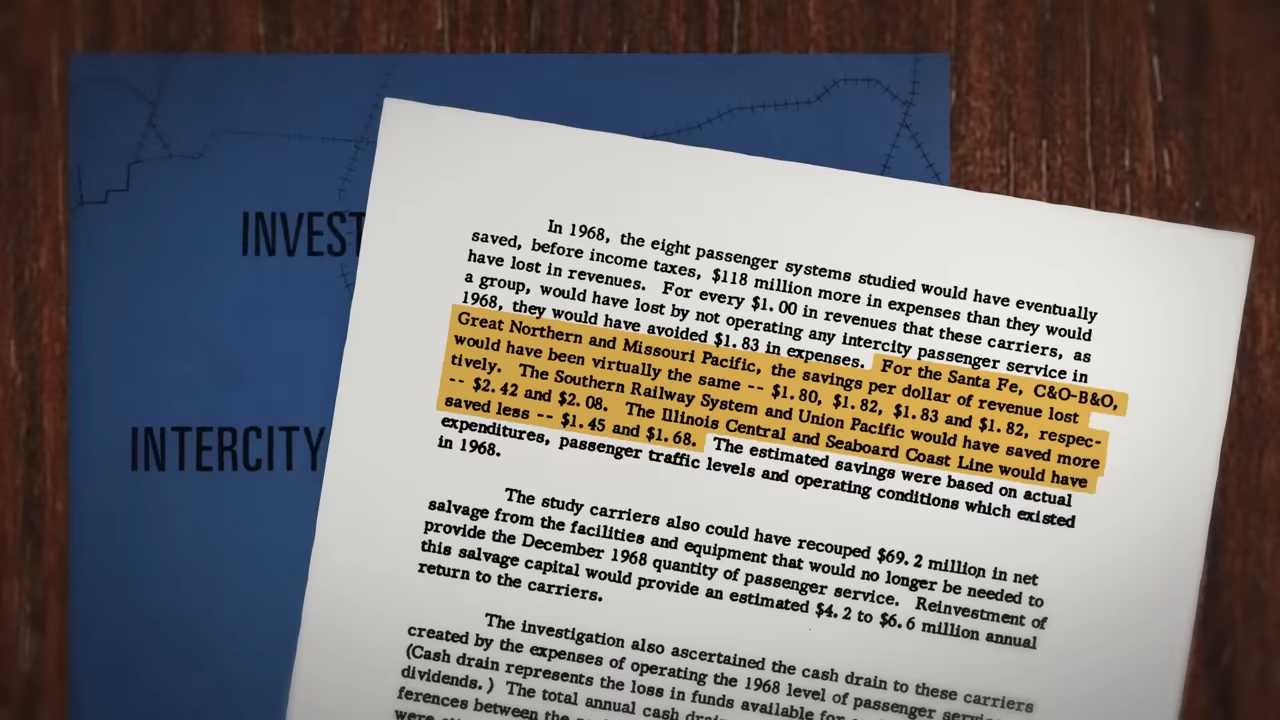 INVEST
INTERCITY
In 1968, the eight passenger systems studied would have eventually
saved, before income taxes, $118 million more in expenses than they would
have lost in revenues. For every $1.00 in revenues that these carriers, as
a group, would have lost by not operating any intercity passenger service in
1968, they would have avoided $1.83 in expenses. For the Santa Fe, C&O-B&O,
Great Northern and Missouri Pacific, the savings per dollar of revenue lost
would have been virtually the same -- $1.80, $1.82, $1.83 and $1.82, respec-
tively. The Southern Railway System and Union Pacific would have saved more
-- $2.42 and $2.08. The Illinois Central and Seaboard Coast Line would have
saved less -- $1.45 and $1.68. The estimated savings were based on actual
expenditures, passenger traffic levels and operating conditions which existed
in 1968.
The study carriers also could have recouped $69.2 million in net
salvage from the facilities and equipment that would no longer be needed to
provide the December 1968 quantity of passenger service. Reinvestment of
this salvage capital would provide an estimated $4.2 to $6.6 million annual
return to the carriers.
The investigation also ascertained the cash drain to these carriers
created by the expenses of operating the 1968 level of passenger
(Cash drain represents the loss in funds available for
dividends.) The total annual cash
ferences between the
were